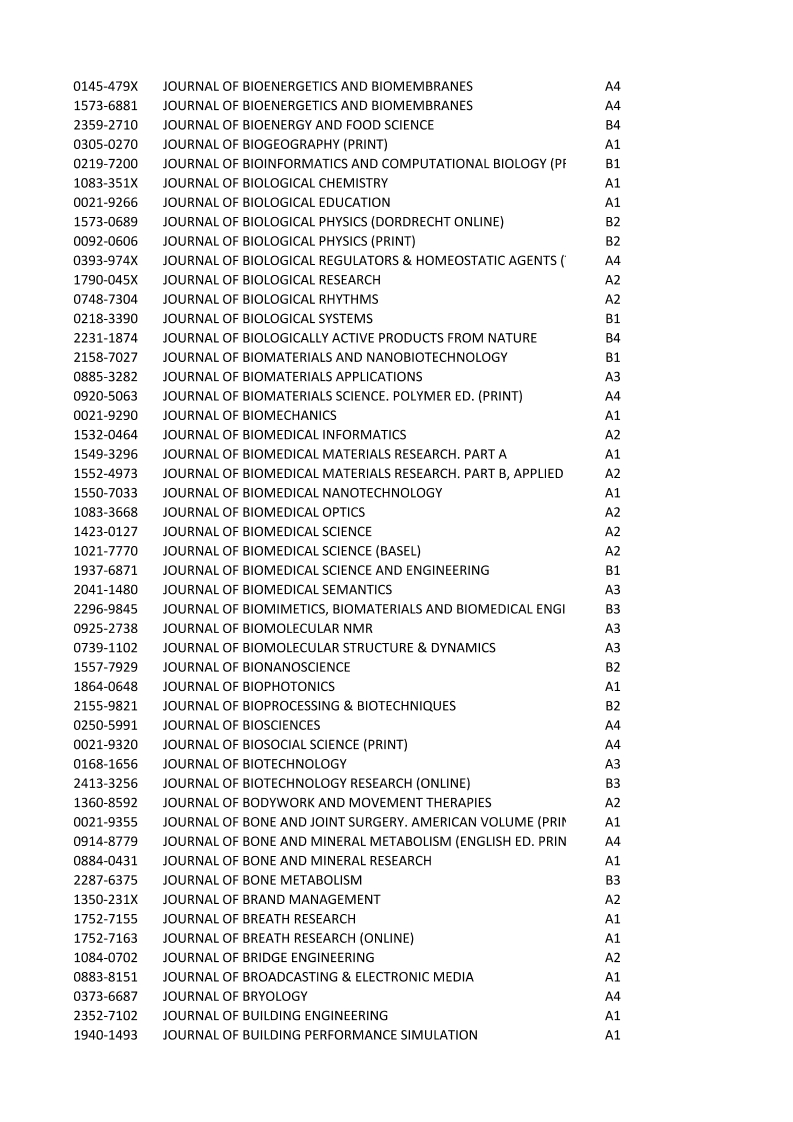 0145-479X JOURNAL OF BIOENERGETICS AND BIOMEMBRANES A4
1573-6881 JOURNAL OF BIOENERGETICS AND BIOMEMBRANES A4
2359-2710 JOURNAL OF BIOENERGY AND FOOD SCIENCE B4
0305-0270 JOURNAL OF BIOGEOGRAPHY (PRINT) A1
0219-7200 JOURNAL OF BIOINFORMATICS AND COMPUTATIONAL BIOLOGY (PR B1
1083-351X JOURNAL OF BIOLOGICAL CHEMISTRY A1
0021-9266 JOURNAL OF BIOLOGICAL EDUCATION A1
1573-0689 JOURNAL OF BIOLOGICAL PHYSICS (DORDRECHT ONLINE) B2
0092-0606 JOURNAL OF BIOLOGICAL PHYSICS (PRINT) B2
0393-974X JOURNAL OF BIOLOGICAL REGULATORS & HOMEOSTATIC AGENTS ( A4
1790-045X JOURNAL OF BIOLOGICAL RESEARCH A2
0748-7304 JOURNAL OF BIOLOGICAL RHYTHMS A2
0218-3390 JOURNAL OF BIOLOGICAL SYSTEMS B1
2231-1874 JOURNAL OF BIOLOGICALLY ACTIVE PRODUCTS FROM NATURE B4
2158-7027 JOURNAL OF BIOMATERIALS AND NANOBIOTECHNOLOGY B1
0885-3282 JOURNAL OF BIOMATERIALS APPLICATIONS A3
0920-5063 JOURNAL OF BIOMATERIALS SCIENCE. POLYMER ED. (PRINT) A4
0021-9290 JOURNAL OF BIOMECHANICS A1
1532-0464 JOURNAL OF BIOMEDICAL INFORMATICS A2
1549-3296 JOURNAL OF BIOMEDICAL MATERIALS RESEARCH. PART A A1
1552-4973 JOURNAL OF BIOMEDICAL MATERIALS RESEARCH. PART B, APPLIED A2
1550-7033 JOURNAL OF BIOMEDICAL NANOTECHNOLOGY A1
1083-3668 JOURNAL OF BIOMEDICAL OPTICS A2
1423-0127 JOURNAL OF BIOMEDICAL SCIENCE A2
1021-7770 JOURNAL OF BIOMEDICAL SCIENCE (BASEL) A2
1937-6871 JOURNAL OF BIOMEDICAL SCIENCE AND ENGINEERING B1
2041-1480 JOURNAL OF BIOMEDICAL SEMANTICS A3
2296-9845 JOURNAL OF BIOMIMETICS, BIOMATERIALS AND BIOMEDICAL ENGI B3
0925-2738 JOURNAL OF BIOMOLECULAR NMR A3
0739-1102 JOURNAL OF BIOMOLECULAR STRUCTURE & DYNAMICS A3
1557-7929 JOURNAL OF BIONANOSCIENCE B2
1864-0648 JOURNAL OF BIOPHOTONICS A1
2155-9821 JOURNAL OF BIOPROCESSING & BIOTECHNIQUES B2
0250-5991 JOURNAL OF BIOSCIENCES A4
0021-9320 JOURNAL OF BIOSOCIAL SCIENCE (PRINT) A4
0168-1656 JOURNAL OF BIOTECHNOLOGY A3
2413-3256 JOURNAL OF BIOTECHNOLOGY RESEARCH (ONLINE) B3
1360-8592 JOURNAL OF BODYWORK AND MOVEMENT THERAPIES A2
0021-9355 JOURNAL OF BONE AND JOINT SURGERY. AMERICAN VOLUME (PRIN A1
0914-8779 JOURNAL OF BONE AND MINERAL METABOLISM (ENGLISH ED. PRIN A4
0884-0431 JOURNAL OF BONE AND MINERAL RESEARCH A1
2287-6375 JOURNAL OF BONE METABOLISM B3
1350-231X JOURNAL OF BRAND MANAGEMENT A2
1752-7155 JOURNAL OF BREATH RESEARCH A1
1752-7163 JOURNAL OF BREATH RESEARCH (ONLINE) A1
1084-0702 JOURNAL OF BRIDGE ENGINEERING A2
0883-8151 JOURNAL OF BROADCASTING & ELECTRONIC MEDIA A1
0373-6687 JOURNAL OF BRYOLOGY A4
2352-7102 JOURNAL OF BUILDING ENGINEERING A1
1940-1493 JOURNAL OF BUILDING PERFORMANCE SIMULATION A1